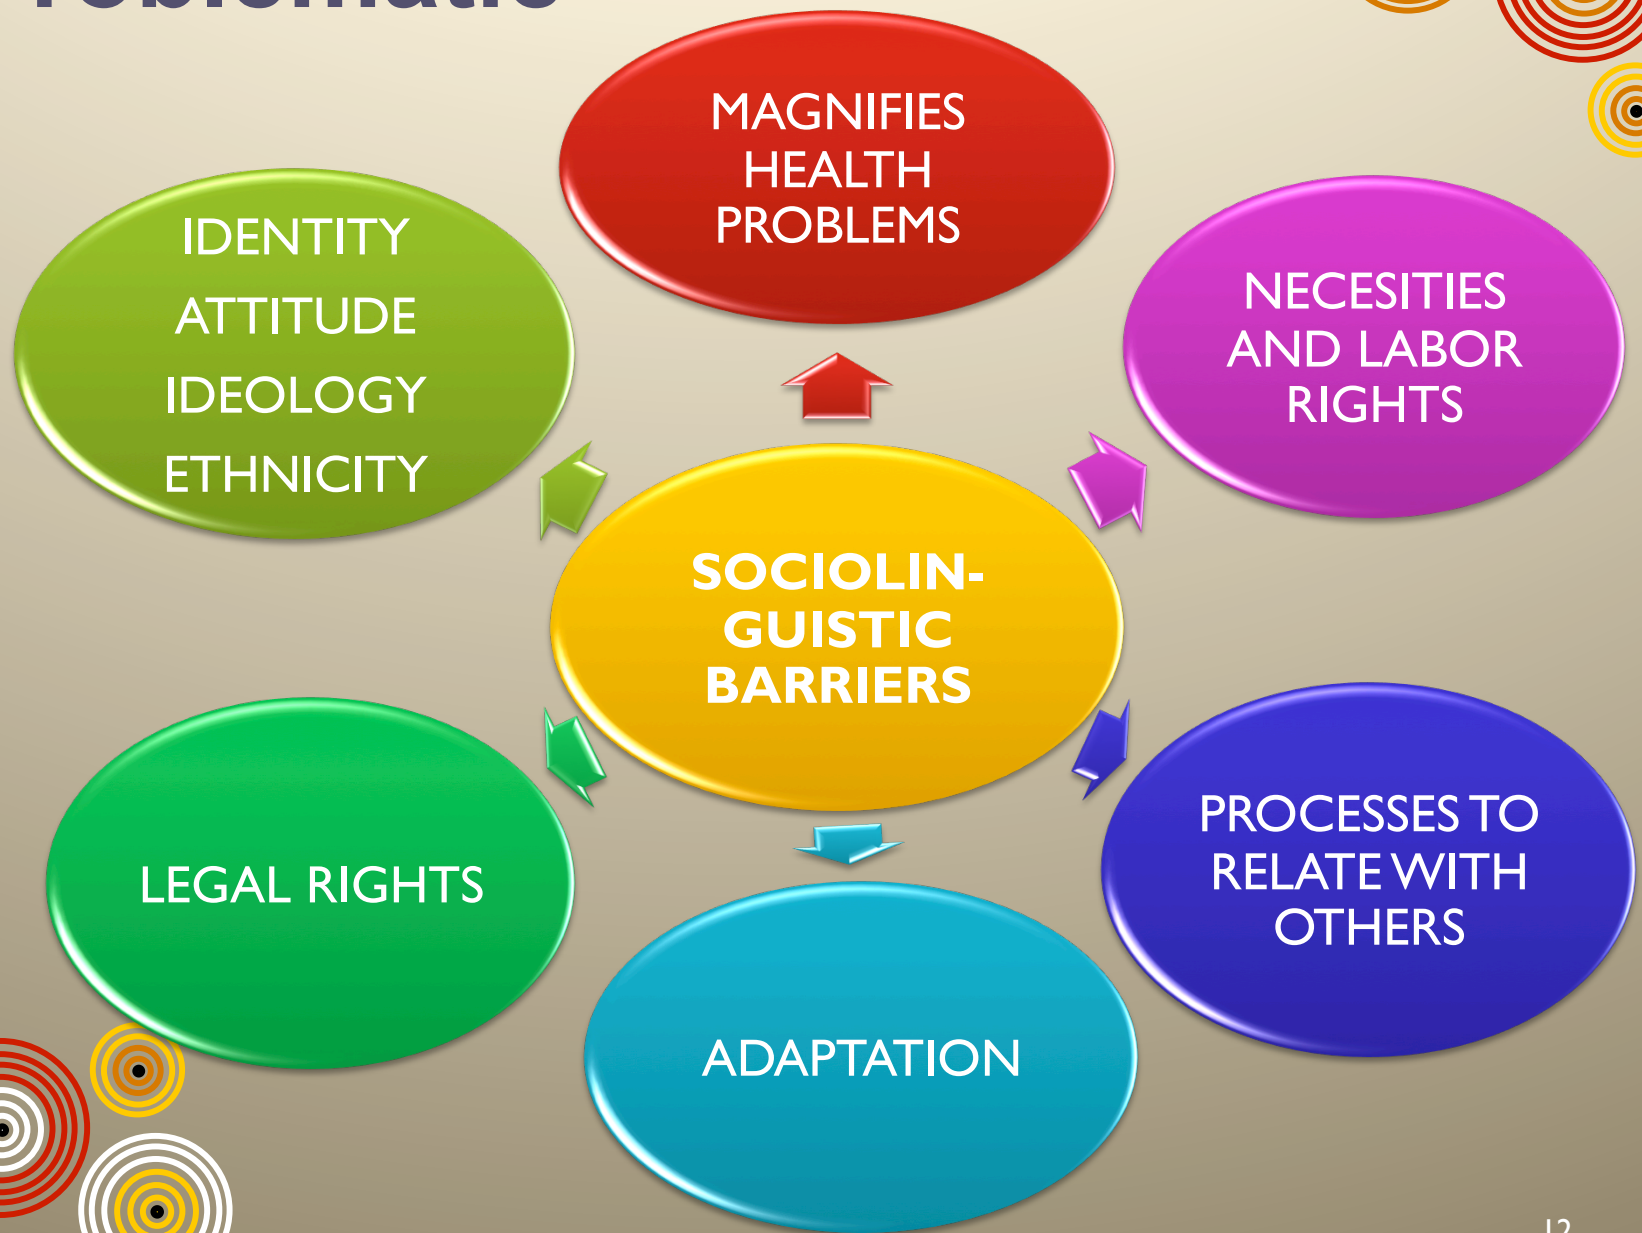 MAGNIFIES
HEALTH
PROBLEMS
NECESITIES
AND LABOR
RIGHTS
PROCESSES TO
RELATE WITH
OTHERS
ADAPTATION
LEGAL RIGHTS
IDENTITY
ATTITUDE
IDEOLOGY
ETHNICITY
SOCIOLIN-
GUISTIC
BARRIERS
12